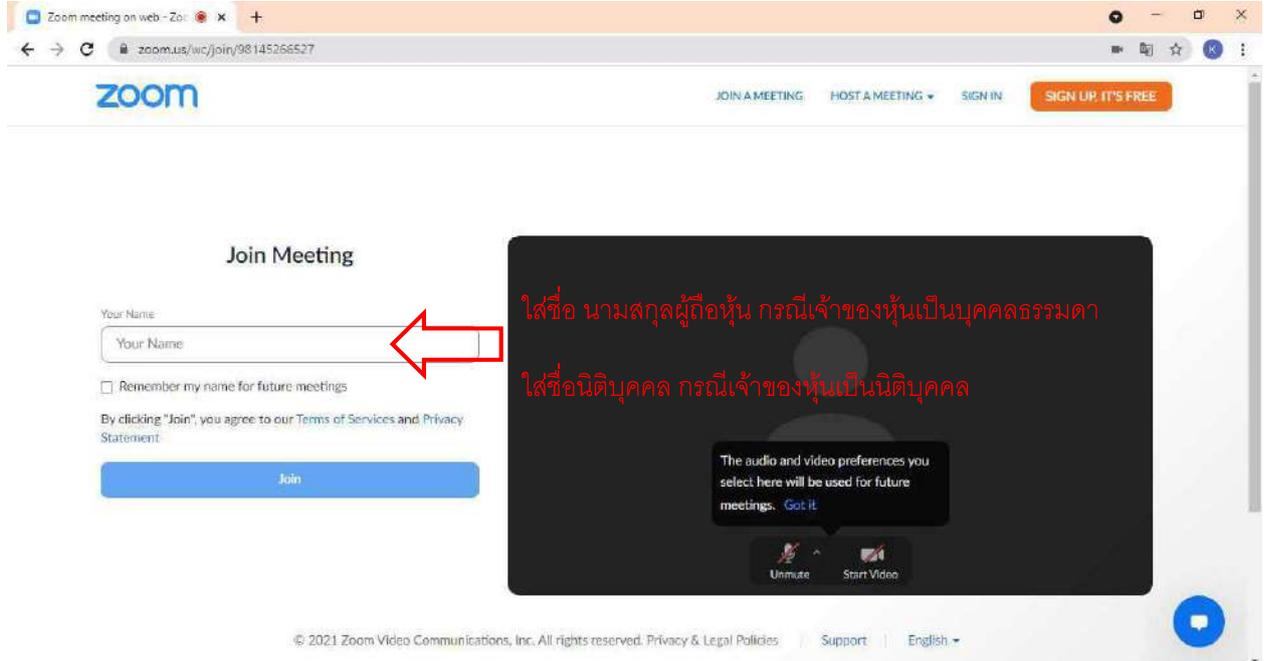 Zoom meeting on web - Zoo
zoom.us/wc/join/98145266527
K
zoom
JOIN A MEETING
HOST A MEETING
SIGN IN
SIGN UP, IT'S FREE
Join Meeting
Your Name
Your Name
Remember my name for future meetings
By clicking "Join", you agree to our Terms of Services and Privacy
Statement
Join
ใส่ชื่อ นามสกุลผู้ถือหุ้น กรณีเจ้าของหุ้นเป็นบุคคลธรรมดา
ใส่ชื่อนิติบุคคล กรณีเจ้าของหุ้นเป็นนิติบุคคล
The audio and video preferences you
select here will be used for future
meetings. Got it
Unmute
Start Video
© 2021 Zoom Video Communications, Inc. All rights reserved. Privacy & Legal Policies
Support
English